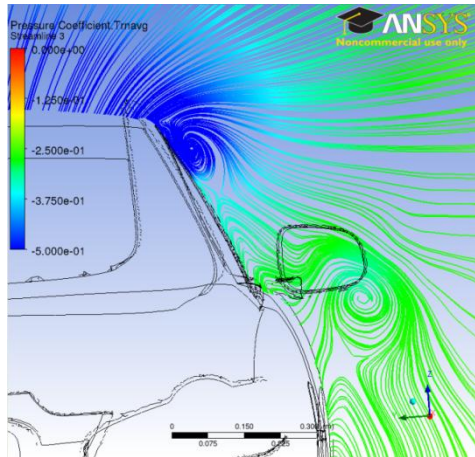 Pressure Coefficient.Trnavg
Streamline 3
ANSYS
Noncommercial use only
0.000e+00
-1.250e-01
-2.500e-01
-3.750e-01
-5.000e-01
Z
0 0.150 0.300 (m)
0.075 0.225